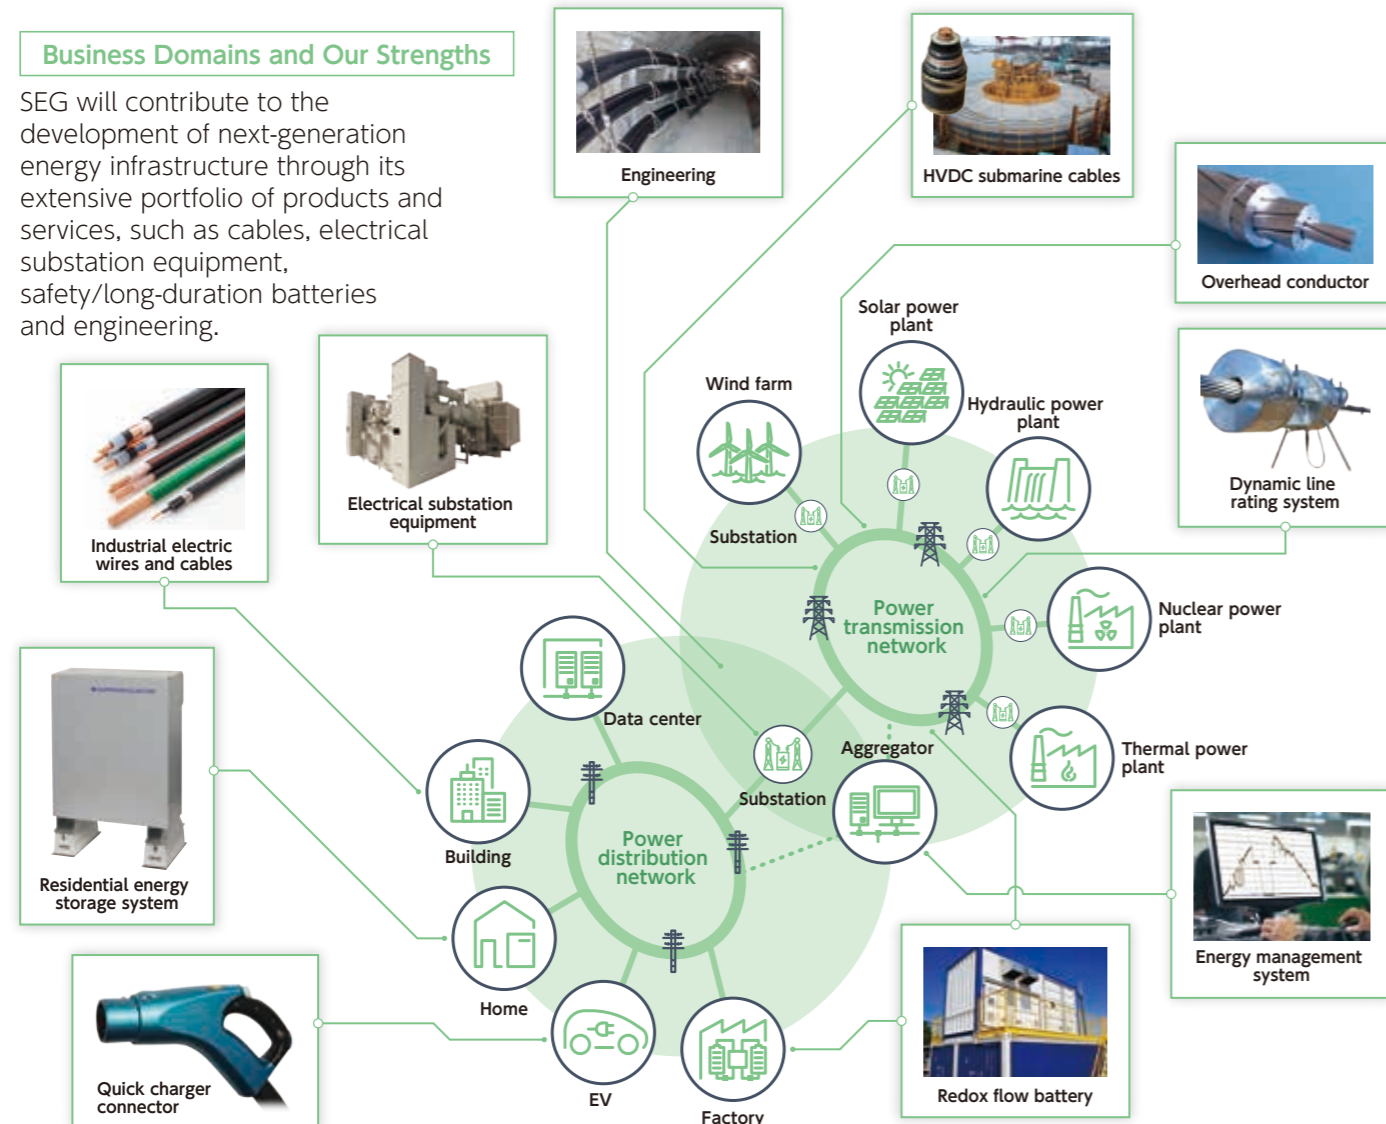 Business Domains and Our Strengths
SEG will contribute to the
development of next-generation
energy infrastructure through its
extensive portfolio of products and
services, such as cables, electrical
substation equipment,
safety/long-duration batteries
and engineering.
Engineering
HVDC submarine cables
Overhead conductor
Dynamic line
rating system
Electrical substation
equipment
Industrial electric
wires and cables
Residential energy
storage system
Quick charger
connector
Solar power
plant
Wind farm
Hydraulic power
plant
Substation
Power
transmission
network
Nuclear power
plant
Thermal power
plant
Data center
Aggregator
Substation
Building
Power
distribution
network
Home
EV
Factory
Energy management
system
Redox flow battery